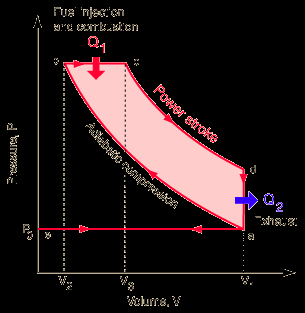 Fuel injection
and combustion
Q1
c
Power stroke
Adiabatic compression
Pressure, P
d
Q2
Exhaust
a
V2
V3
V1
Volume, V